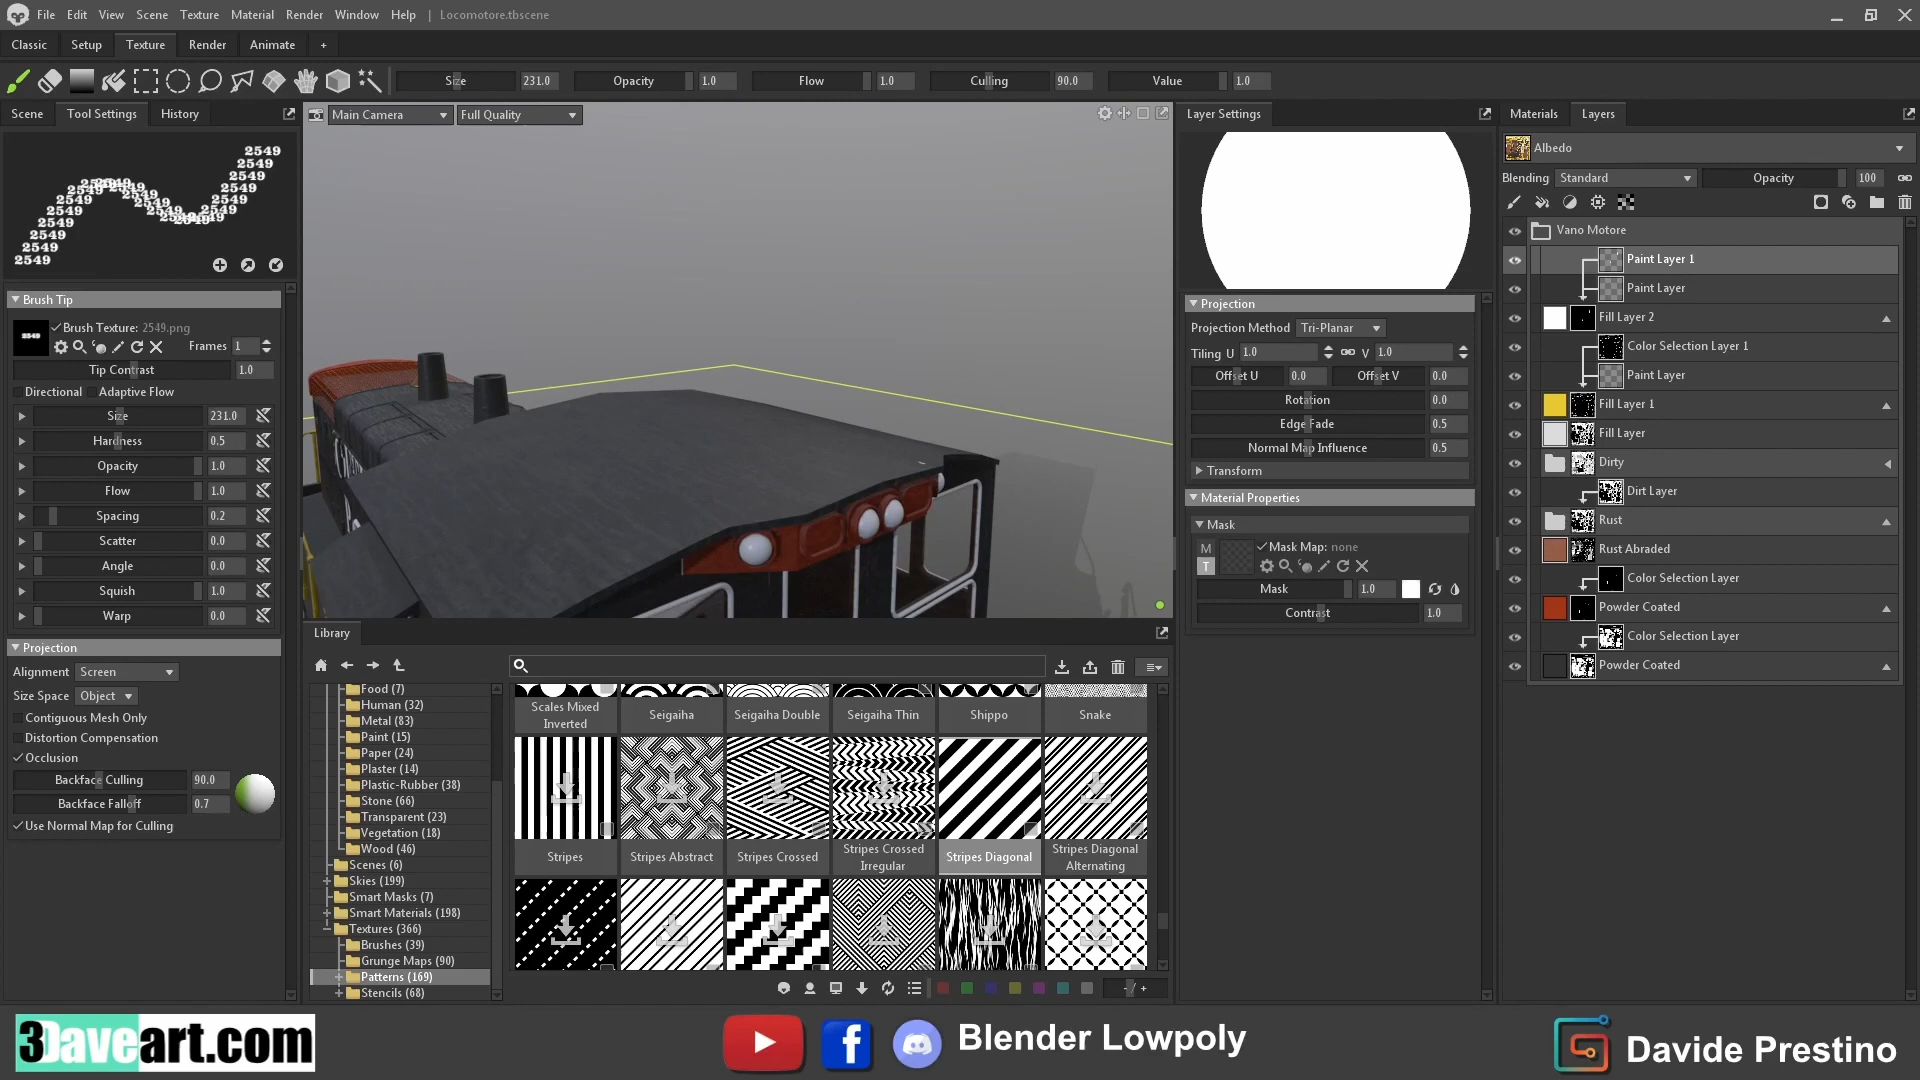 File Edit View Scene Texture Material Render Window Help | Locomotore.tbscene
Classic Setup Texture Render Animate +
Size 231.0 Opacity 1.0 Flow 1.0 Culling 90.0 Value 1.0
Scene Tool Settings History
Main Camera Full Quality
Layer Settings
Materials Layers
Albedo
Blending Standard Opacity 100
2549
2549
2549
2549
2549
2549
2549
2549
2549
2549
Brush Tip
Brush Texture: 2549.png
Frames 1
Tip Contrast 1.0
Directional Adaptive Flow
Size 231.0
Hardness 0.5
Opacity 1.0
Flow 1.0
Spacing 0.2
Scatter 0.0
Angle 0.0
Squish 1.0
Warp 0.0
Projection
Alignment Screen
Size Space Object
Contiguous Mesh Only
Distortion Compensation
Occlusion
Backface Culling 90.0
Backface Falloff 0.7
Use Normal Map for Culling
Library
Food (7)
Human (32)
Metal (83)
Paint (15)
Paper (24)
Plaster (14)
Plastic-Rubber (38)
Stone (66)
Transparent (23)
Vegetation (18)
Wood (46)
Scenes (6)
Skies (199)
Smart Masks (7)
Smart Materials (198)
Textures (366)
Brushes (39)
Grunge Maps (90)
Patterns (169)
Stencils (68)
Scales Mixed Inverted
Seigaiha
Seigaiha Double
Seigaiha Thin
Shippo
Snake
Stripes
Stripes Abstract
Stripes Crossed
Stripes Crossed Irregular
Stripes Diagonal
Stripes Diagonal Alternating
- / +
Projection
Projection Method Tri-Planar
Tiling U 1.0 V 1.0
Offset U 0.0 Offset V 0.0
Rotation 0.0
Edge Fade 0.5
Normal Map Influence 0.5
Transform
Material Properties
Mask
M
T
Mask Map: none
Mask 1.0
Contrast 1.0
Vano Motore
Paint Layer 1
Paint Layer
Fill Layer 2
Color Selection Layer 1
Paint Layer
Fill Layer 1
Fill Layer
Dirty
Dirt Layer
Rust
Rust Abraded
Color Selection Layer
Powder Coated
Color Selection Layer
Powder Coated
3Daveart.com
f
Blender Lowpoly
Davide Prestino